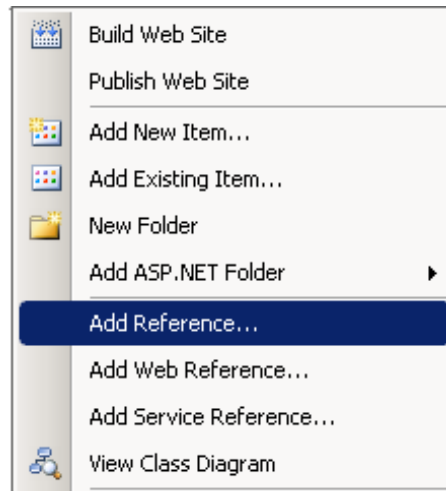 Build Web Site
Publish Web Site
Add New Item...
Add Existing Item...
New Folder
Add ASP.NET Folder
Add Reference...
Add Web Reference...
Add Service Reference...
View Class Diagram